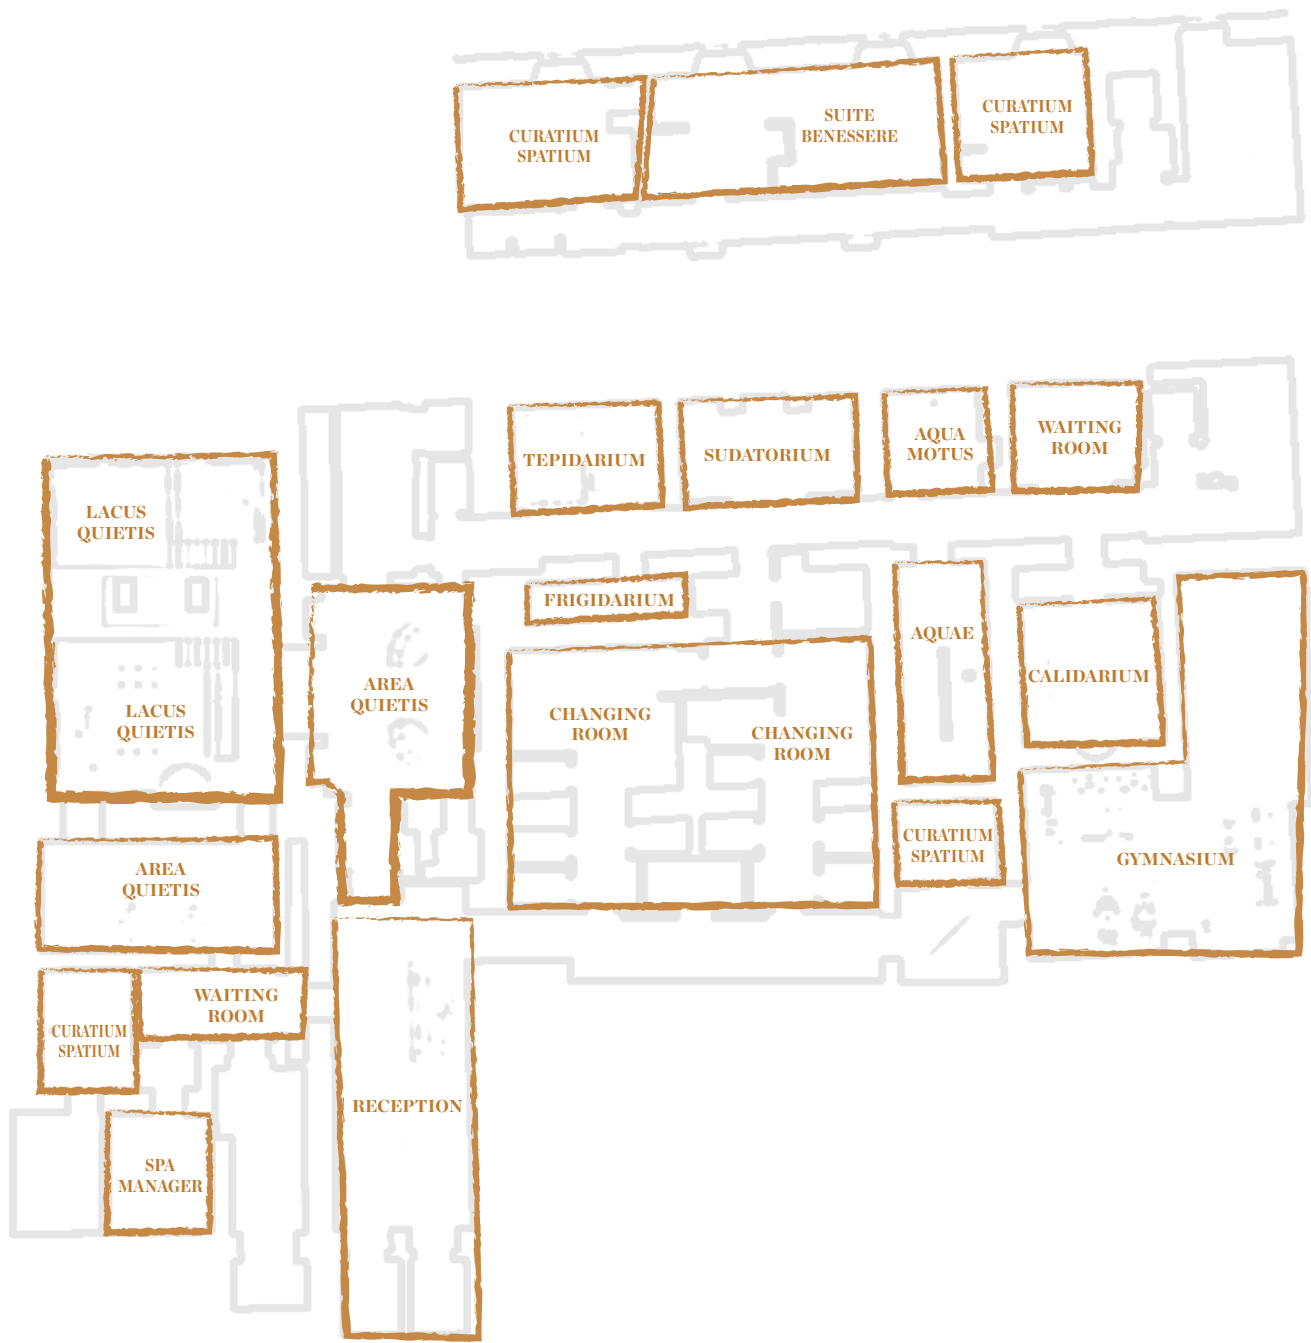 CURATIUM
SPATIUM
SUITE
BENESSERE
CURATIUM
SPATIUM
TEPIDARIUM
SUDATORIUM
AQUA
MOTUS
WAITING
ROOM
LACUS
QUIETIS
FRIGIDARIUM
AQUAE
CALIDARIUM
AREA
QUIETIS
LACUS
QUIETIS
CHANGING
ROOM
CHANGING
ROOM
CURATIUM
SPATIUM
GYMNASIUM
AREA
QUIETIS
WAITING
ROOM
CURATIUM
SPATIUM
RECEPTION
SPA
MANAGER